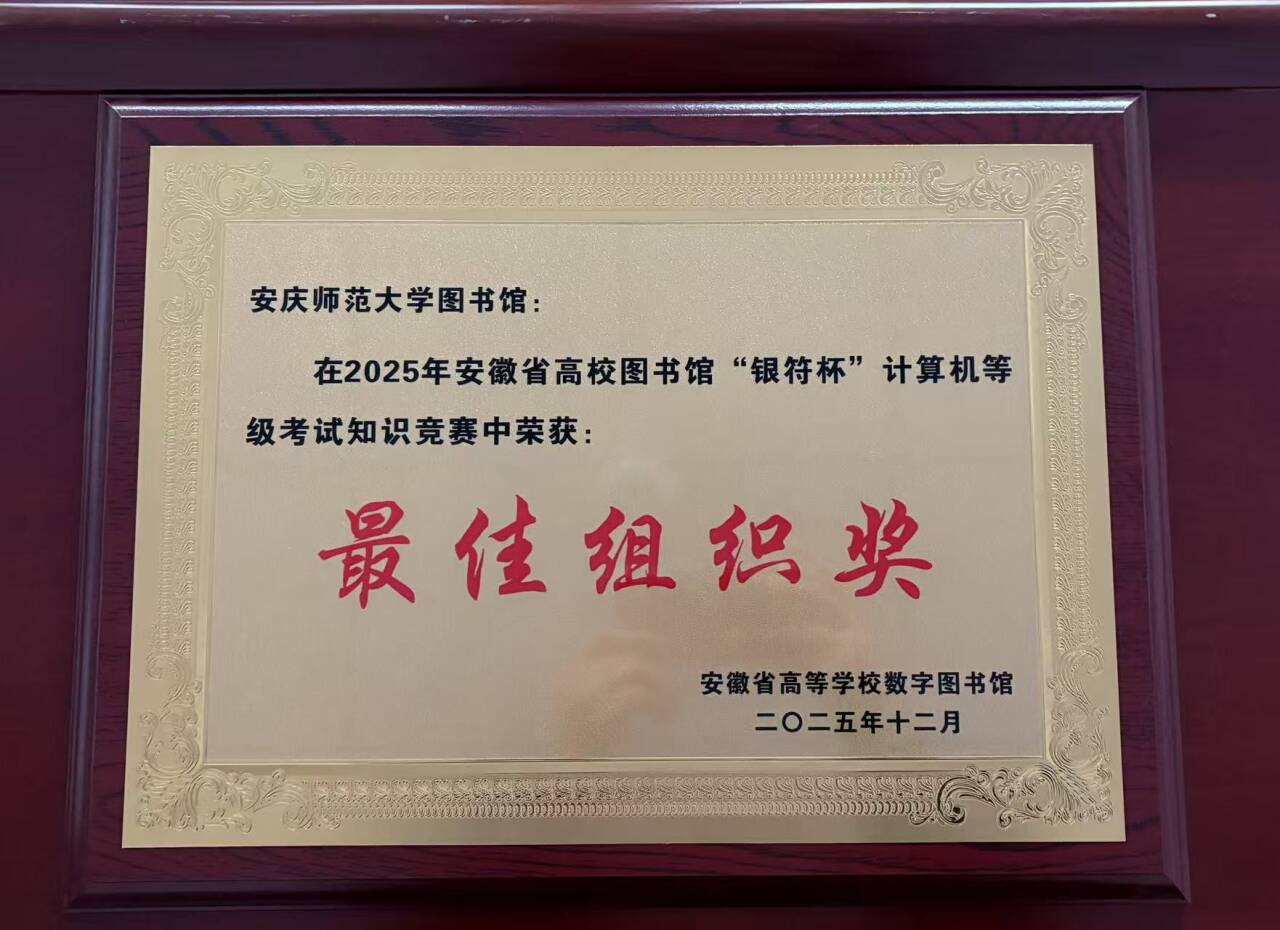 安庆师范大学图书馆：
在2025年安徽省高校图书馆“银符杯”计算机等
级考试知识竞赛中荣获：
最佳组织奖
安徽省高等学校数字图书馆
二〇二五年十二月